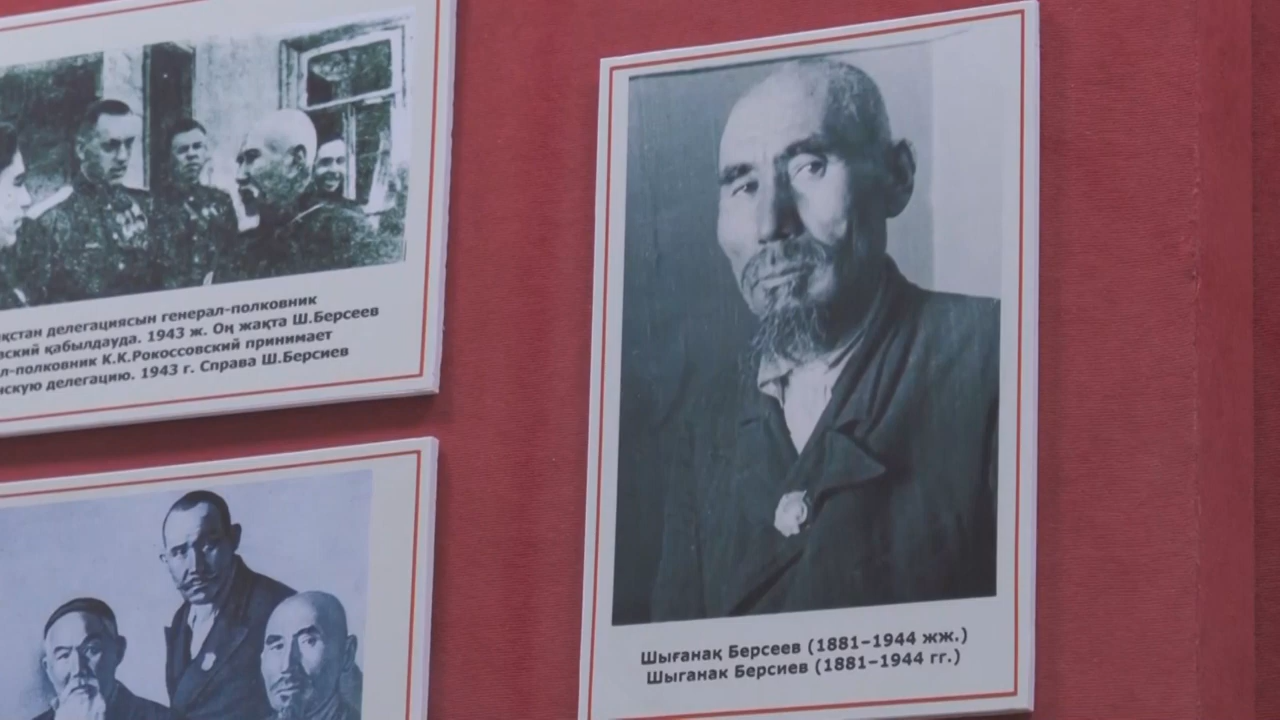 қстан делегациясын генерал-полковник
вский қабылдауда. 1943 ж. Оң жақта Ш.Берсеев
л-полковник К.К.Рокоссовский принимает
нскую делегацию. 1943 г. Справа Ш.Берсиев
Шығанақ Берсеев (1881–1944 жж.)
Шыганак Берсиев (1881–1944 гг.)